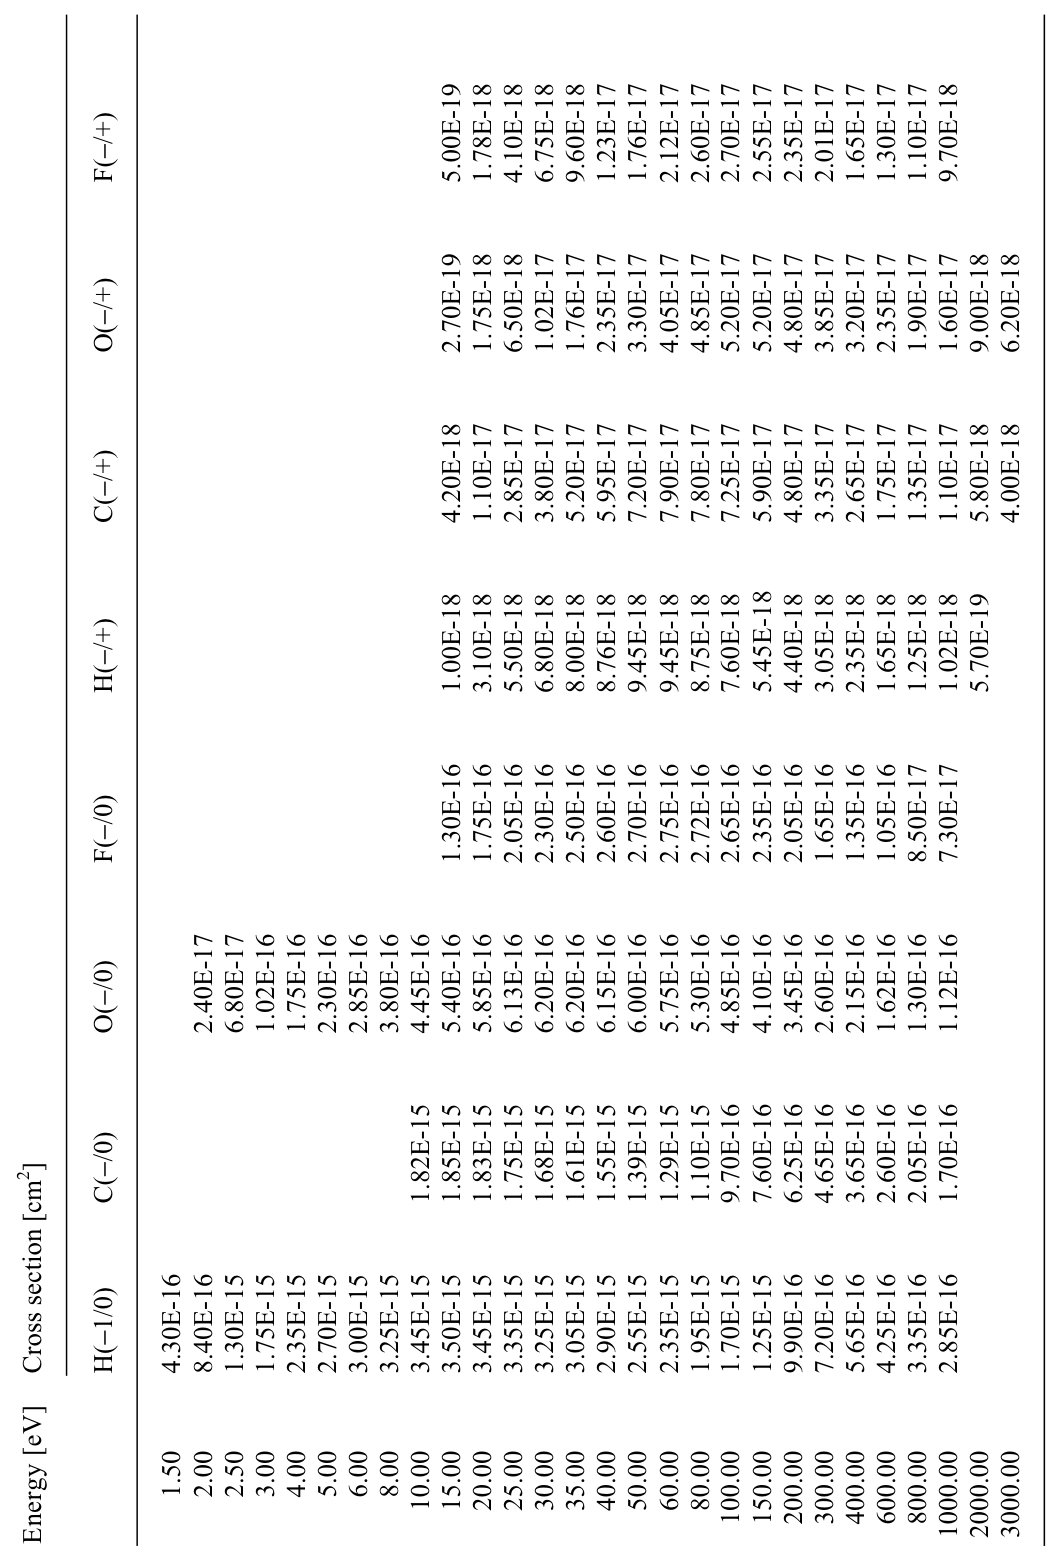 Energy [eV] Cross section [cm2]
H(−1/0) C(−/0) O(−/0) F(−/0) H(−/+) C(−/+) O(−/+) F(−/+)
1.50 4.30E-16
2.00 8.40E-16 2.40E-17
2.50 1.30E-15 6.80E-17
3.00 1.75E-15 1.02E-16
4.00 2.35E-15 1.75E-16
5.00 2.70E-15 2.30E-16
6.00 3.00E-15 2.85E-16
8.00 3.25E-15 3.80E-16
10.00 3.45E-15 1.82E-15 4.45E-16
15.00 3.50E-15 1.85E-15 5.40E-16 1.30E-16 1.00E-18 4.20E-18 2.70E-19 5.00E-19
20.00 3.45E-15 1.83E-15 5.85E-16 1.75E-16 3.10E-18 1.10E-17 1.75E-18 1.78E-18
25.00 3.35E-15 1.75E-15 6.13E-16 2.05E-16 5.50E-18 2.85E-17 6.50E-18 4.10E-18
30.00 3.25E-15 1.68E-15 6.20E-16 2.30E-16 6.80E-18 3.80E-17 1.02E-17 6.75E-18
35.00 3.05E-15 1.61E-15 6.20E-16 2.50E-16 8.00E-18 5.20E-17 1.76E-17 9.60E-18
40.00 2.90E-15 1.55E-15 6.15E-16 2.60E-16 8.76E-18 5.95E-17 2.35E-17 1.23E-17
50.00 2.55E-15 1.39E-15 6.00E-16 2.70E-16 9.45E-18 7.20E-17 3.30E-17 1.76E-17
60.00 2.35E-15 1.29E-15 5.75E-16 2.75E-16 9.45E-18 7.90E-17 4.05E-17 2.12E-17
80.00 1.95E-15 1.10E-15 5.30E-16 2.72E-16 8.75E-18 7.80E-17 4.85E-17 2.60E-17
100.00 1.70E-15 9.70E-16 4.85E-16 2.65E-16 7.60E-18 7.25E-17 5.20E-17 2.70E-17
150.00 1.25E-15 7.60E-16 4.10E-16 2.35E-16 5.45E-18 5.90E-17 5.20E-17 2.55E-17
200.00 9.90E-16 6.25E-16 3.45E-16 2.05E-16 4.40E-18 4.80E-17 4.80E-17 2.35E-17
300.00 7.20E-16 4.65E-16 2.60E-16 1.65E-16 3.05E-18 3.35E-17 3.85E-17 2.01E-17
400.00 5.65E-16 3.65E-16 2.15E-16 1.35E-16 2.35E-18 2.65E-17 3.20E-17 1.65E-17
600.00 4.25E-16 2.60E-16 1.62E-16 1.05E-16 1.65E-18 1.75E-17 2.35E-17 1.30E-17
800.00 3.35E-16 2.05E-16 1.30E-16 8.50E-17 1.25E-18 1.35E-17 1.90E-17 1.10E-17
1000.00 2.85E-16 1.70E-16 1.12E-16 7.30E-17 1.02E-18 1.10E-17 1.60E-17 9.70E-18
2000.00 5.70E-19 5.80E-18 9.00E-18
3000.00 4.00E-18 6.20E-18